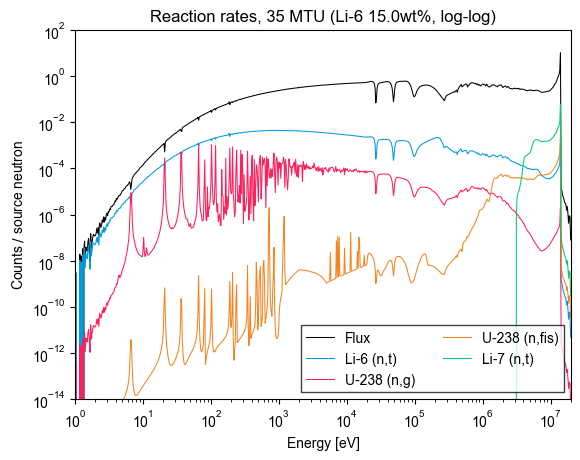 Reaction rates, 35 MTU (Li-6 15.0wt%, log-log)
Counts / source neutron
10^2
10^0
10^-2
10^-4
10^-6
10^-8
10^-10
10^-12
10^-14
Flux
Li-6 (n,t)
U-238 (n,g)
U-238 (n,fis)
Li-7 (n,t)
10^0 10^1 10^2 10^3 10^4 10^5 10^6 10^7
Energy [eV]